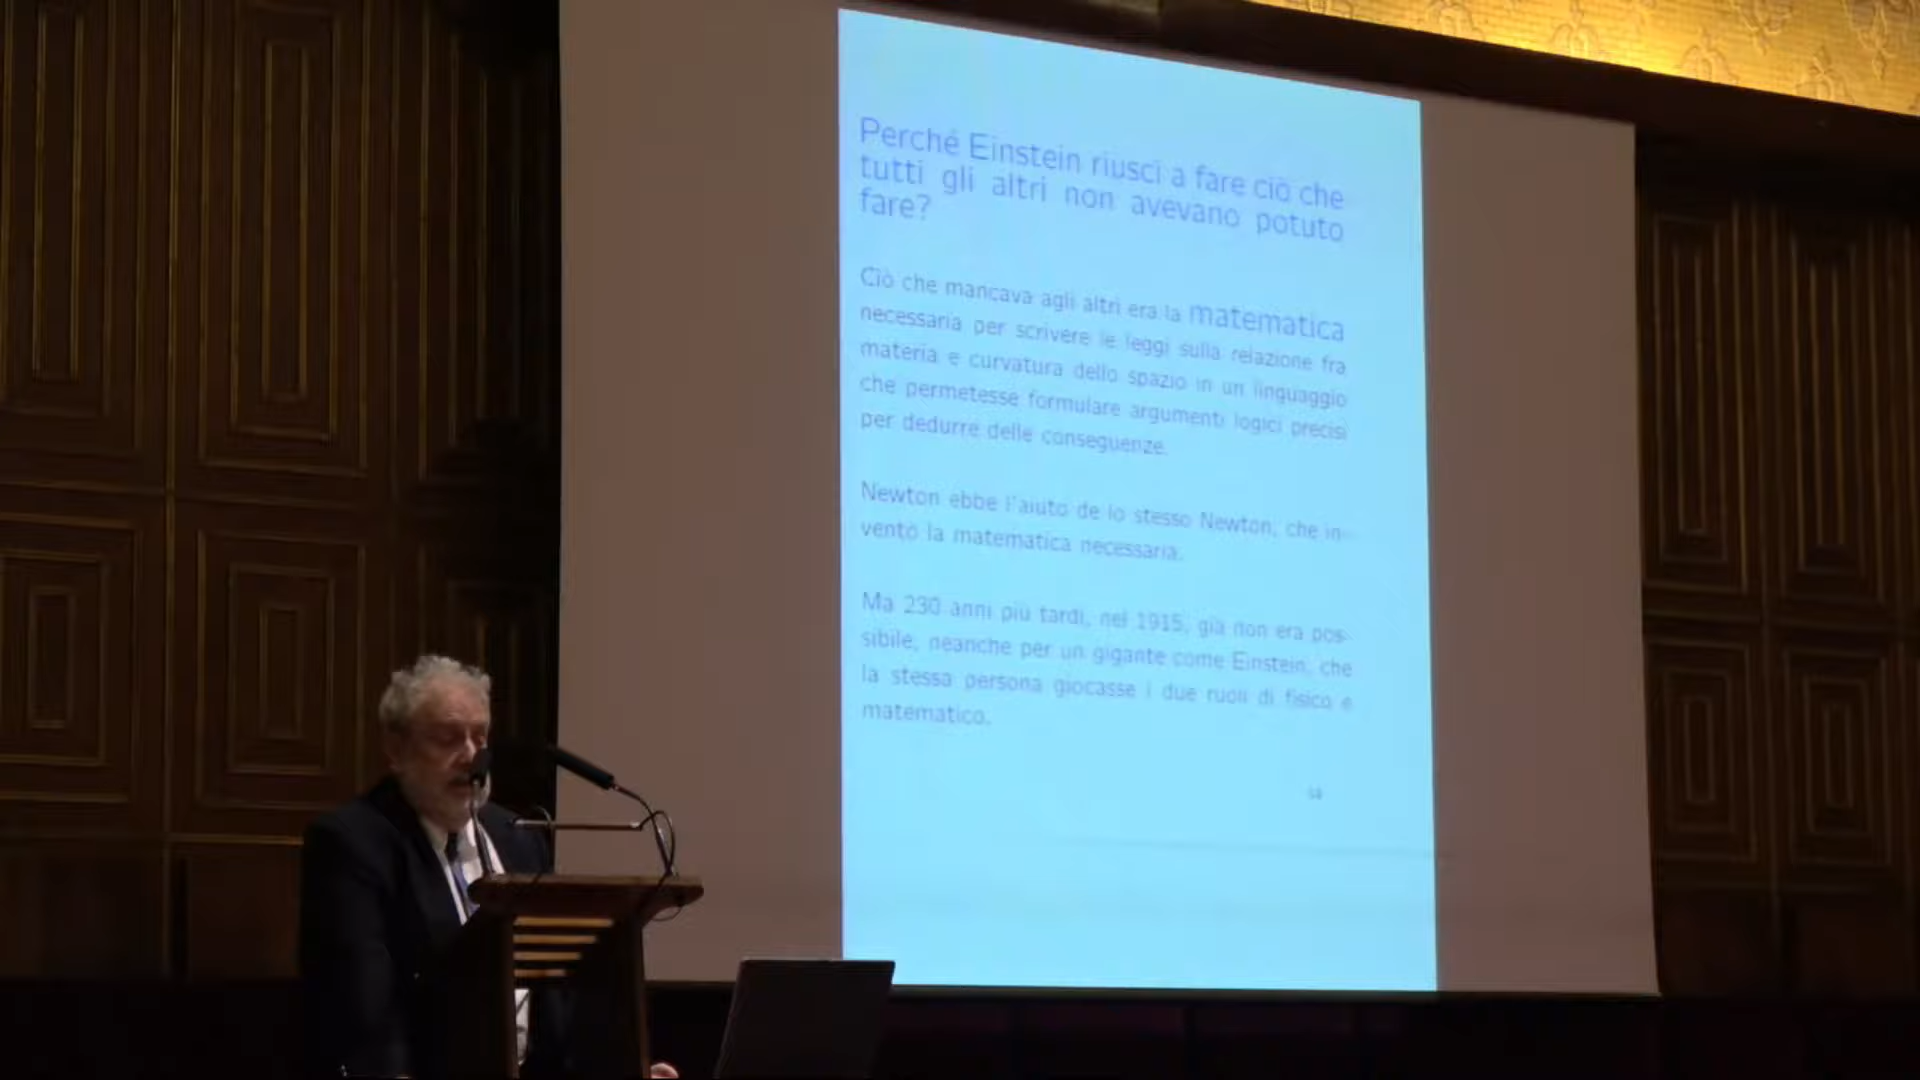 Perché Einstein riuscì a fare ciò che
tutti gli altri non avevano potuto
fare?
Ciò che mancava agli altri era la matematica
necessaria per scrivere le leggi sulla relazione fra
materia e curvatura dello spazio in un linguaggio
che permetesse formulare argumenti logici precisi
per dedurre delle conseguenze.
Newton ebbe l'aiuto de lo stesso Newton, che in-
ventò la matematica necessaria.
Ma 230 anni più tardi, nel 1915, già non era pos-
sibile, neanche per un gigante come Einstein, che
la stessa persona giocasse i due ruoli di fisico e
matematico.